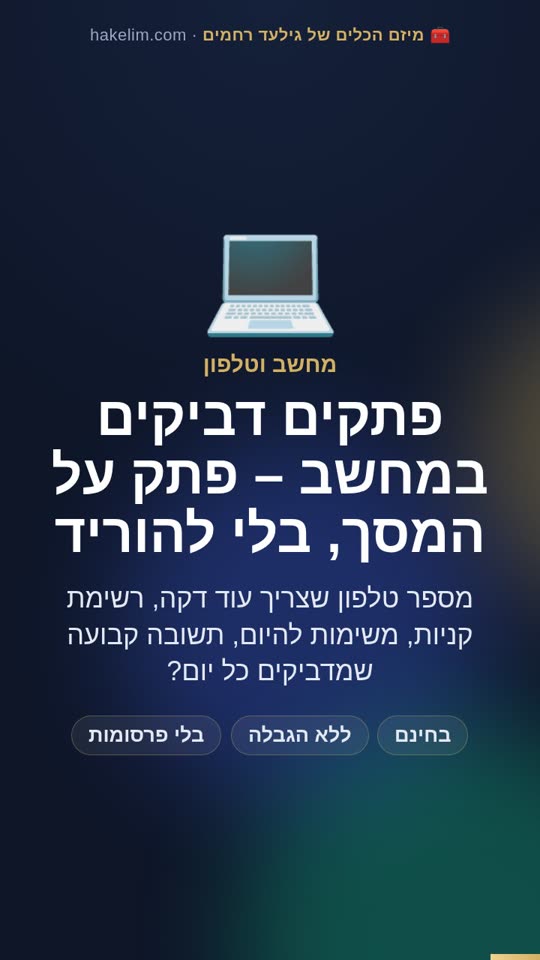 🧰 מיזם הכלים של גילעד רחמים · hakelim.com
מחשב וטלפון
פתקים דביקים
במחשב – פתק על
המסך, בלי להוריד
מספר טלפון שצריך עוד דקה, רשימת
קניות, משימות להיום, תשובה קבועה
שמדביקים כל יום?
בחינם
ללא הגבלה
בלי פרסומות